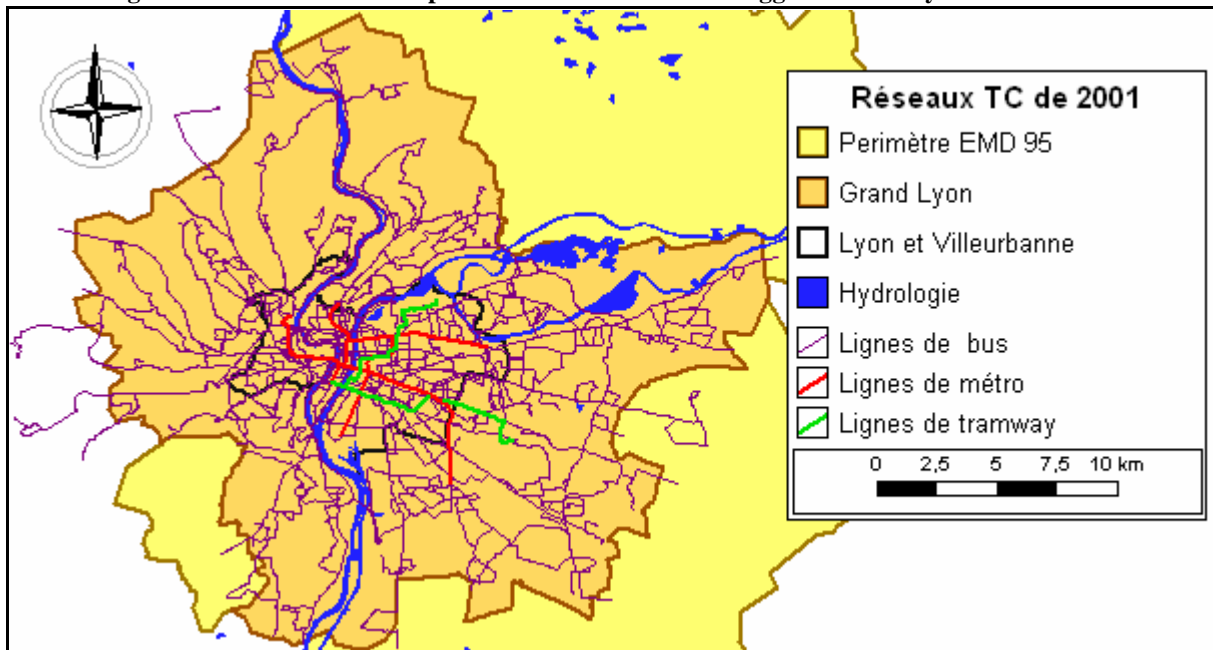 Réseaux TC de 2001
Perimètre EMD 95
Grand Lyon
Lyon et Villeurbanne
Hydrologie
Lignes de bus
Lignes de métro
Lignes de tramway
0 2,5 5 7,5 10 km